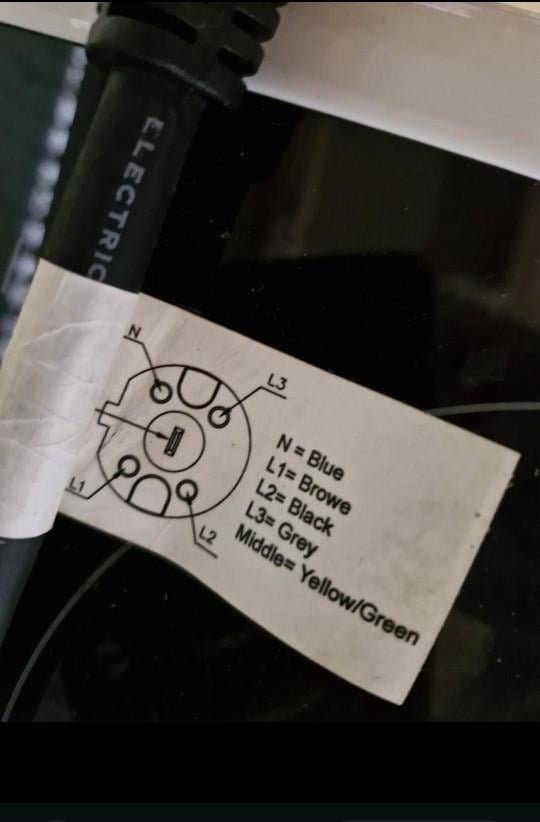 ELECTRIC
N
L3
L1
L2
N = Blue
L1= Browe
L2= Black
L3= Grey
Middle= Yellow/Green